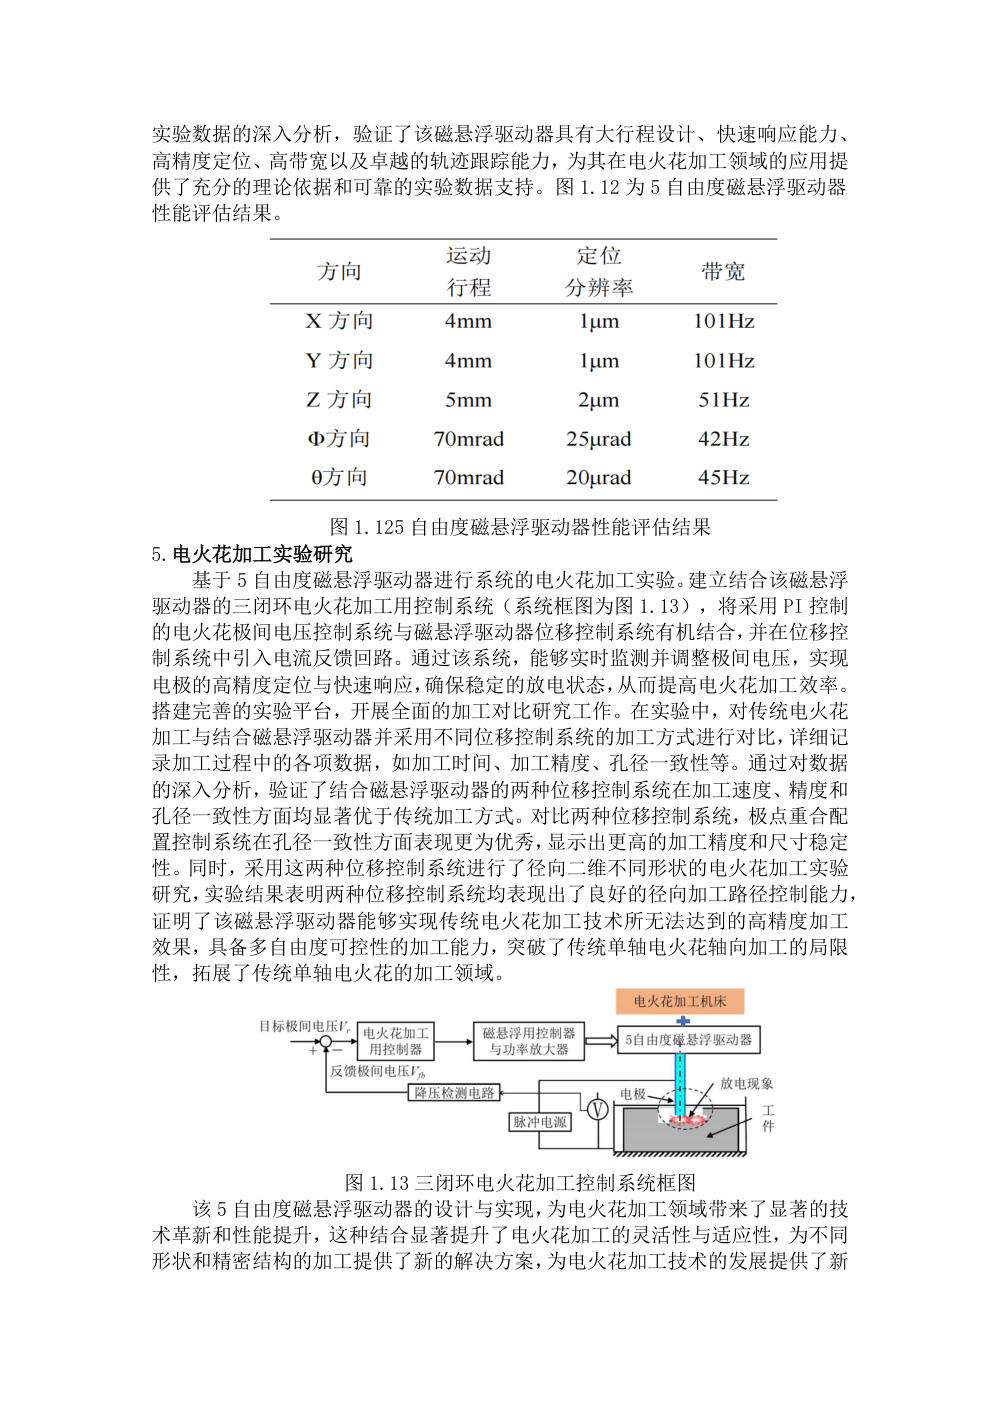 实验数据的深入分析，验证了该磁悬浮驱动器具有大行程设计、快速响应能力、
高精度定位、高带宽以及卓越的轨迹跟踪能力，为其在电火花加工领域的应用提
供了充分的理论依据和可靠的实验数据支持。图 1.12 为 5 自由度磁悬浮驱动器
性能评估结果。
方向 运动行程 定位分辨率 带宽
X 方向 4mm 1μm 101Hz
Y 方向 4mm 1μm 101Hz
Z 方向 5mm 2μm 51Hz
Φ方向 70mrad 25μrad 42Hz
θ方向 70mrad 20μrad 45Hz
图 1.125 自由度磁悬浮驱动器性能评估结果
5.电火花加工实验研究
基于 5 自由度磁悬浮驱动器进行系统的电火花加工实验。建立结合该磁悬浮
驱动器的三闭环电火花加工用控制系统（系统框图为图 1.13），将采用 PI 控制
的电火花极间电压控制系统与磁悬浮驱动器位移控制系统有机结合，并在位移控
制系统中引入电流反馈回路。通过该系统，能够实时监测并调整极间电压，实现
电极的高精度定位与快速响应，确保稳定的放电状态，从而提高电火花加工效率。
搭建完善的实验平台，开展全面的加工对比研究工作。在实验中，对传统电火花
加工与结合磁悬浮驱动器并采用不同位移控制系统的加工方式进行对比，详细记
录加工过程中的各项数据，如加工时间、加工精度、孔径一致性等。通过对数据
的深入分析，验证了结合磁悬浮驱动器的两种位移控制系统在加工速度、精度和
孔径一致性方面均显著优于传统加工方式。对比两种位移控制系统，极点重合配
置控制系统在孔径一致性方面表现更为优秀，显示出更高的加工精度和尺寸稳定
性。同时，采用这两种位移控制系统进行了径向二维不同形状的电火花加工实验
研究，实验结果表明两种位移控制系统均表现出了良好的径向加工路径控制能力，
证明了该磁悬浮驱动器能够实现传统电火花加工技术所无法达到的高精度加工
效果，具备多自由度可控性的加工能力，突破了传统单轴电火花轴向加工的局限
性，拓展了传统单轴电火花的加工领域。
电火花加工机床
目标极间电压Vr
+ −
电火花加工
用控制器
磁悬浮用控制器
与功率放大器
5自由度磁悬浮驱动器
反馈极间电压Vfb
降压检测电路
脉冲电源
V
电极
放电现象
工
件
图 1.13 三闭环电火花加工控制系统框图
该 5 自由度磁悬浮驱动器的设计与实现，为电火花加工领域带来了显著的技
术革新和性能提升，这种结合显著提升了电火花加工的灵活性与适应性，为不同
形状和精密结构的加工提供了新的解决方案，为电火花加工技术的发展提供了新